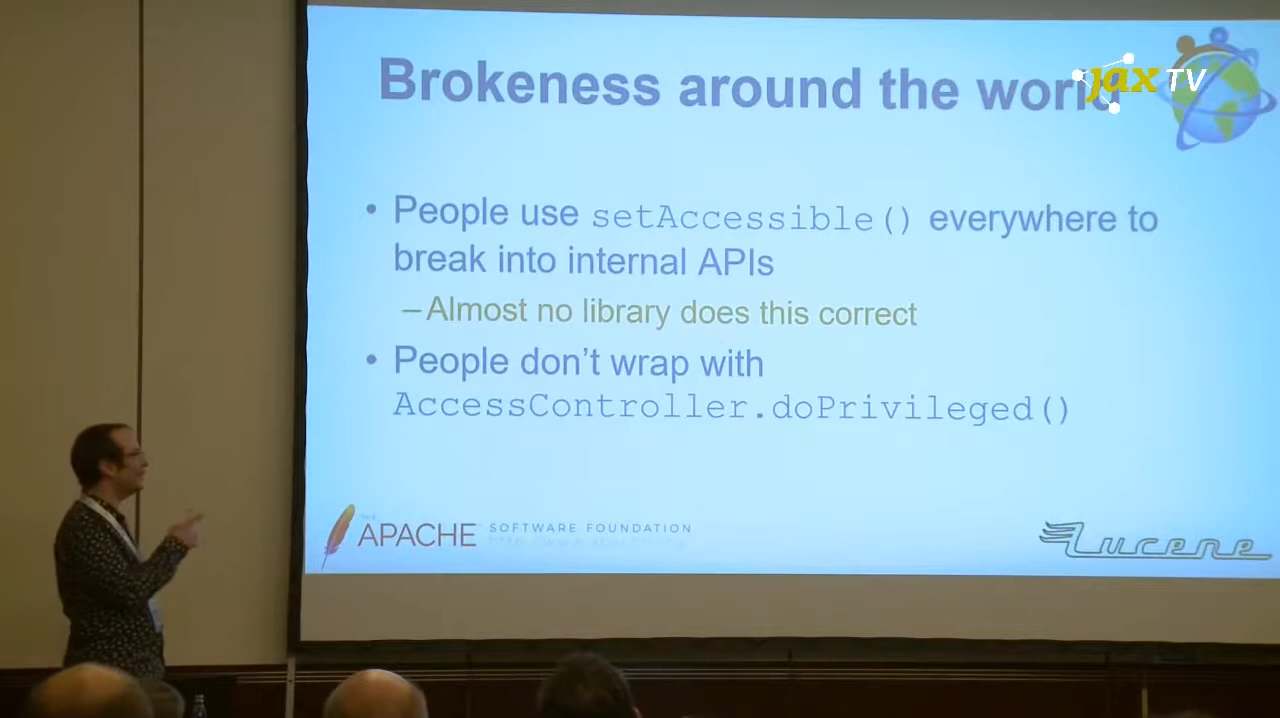 Brokeness around the world
jax TV
• People use setAccessible() everywhere to
break into internal APIs
– Almost no library does this correct
• People don't wrap with
AccessController.doPrivileged()
THE
APACHE SOFTWARE FOUNDATION
Lucene